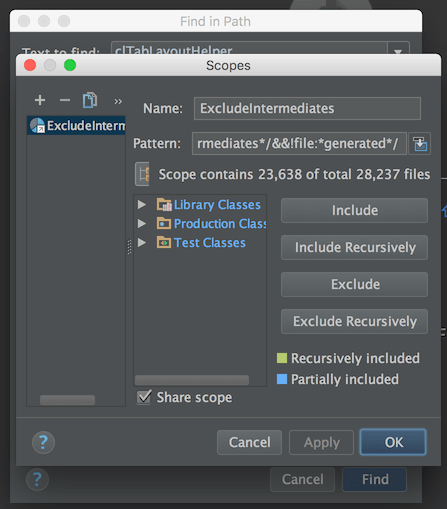 Find in Path
Text to find: clTabLayoutHelper
Scopes
Name: ExcludeIntermediates
ExcludeInterm
Pattern: rmediates*/&&!file:*generated*/
Scope contains 23,638 of total 28,237 files
Library Classes
Production Clas
Test Classes
Include
Include Recursively
Exclude
Exclude Recursively
Recursively included
Partially included
Share scope
? Cancel Apply OK
? Cancel Find